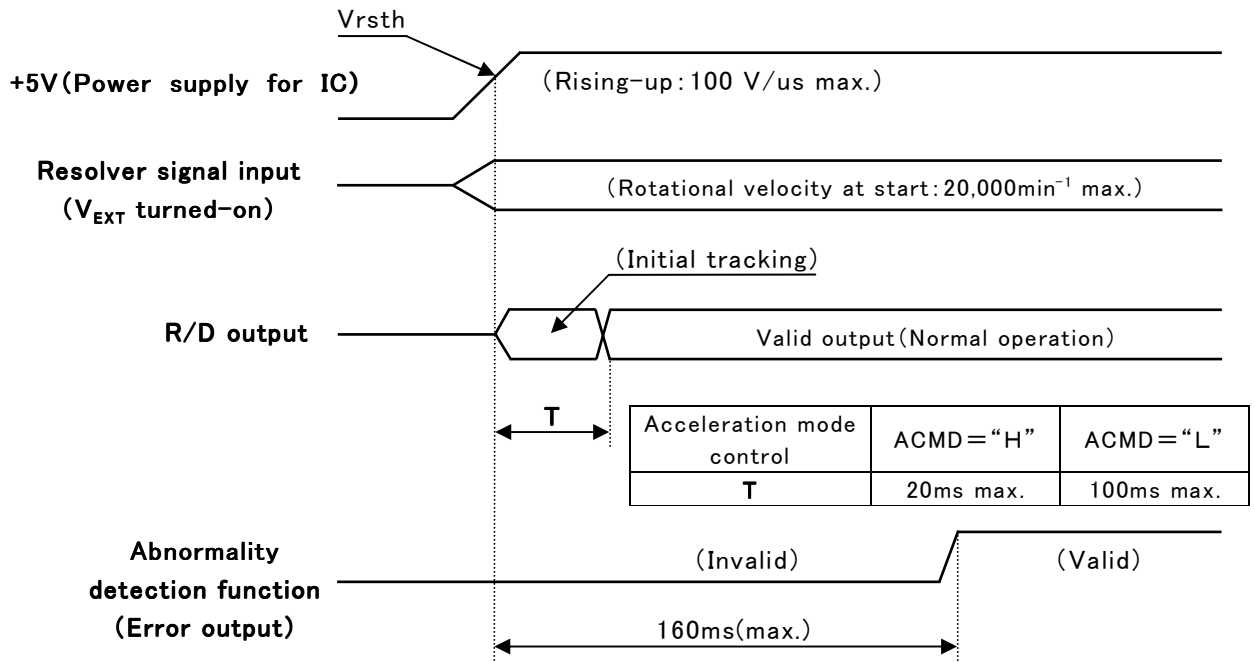 Vrsth
+5V(Power supply for IC)
(Rising-up:100 V/us max.)
Resolver signal input
(VEXT turned-on)
(Rotational velocity at start:20,000min⁻¹ max.)
(Initial tracking)
R/D output
Valid output(Normal operation)
T
Acceleration mode
control
ACMD=“H”
ACMD=“L”
T
20ms max.
100ms max.
Abnormality
detection function
(Error output)
(Invalid)
(Valid)
160ms(max.)